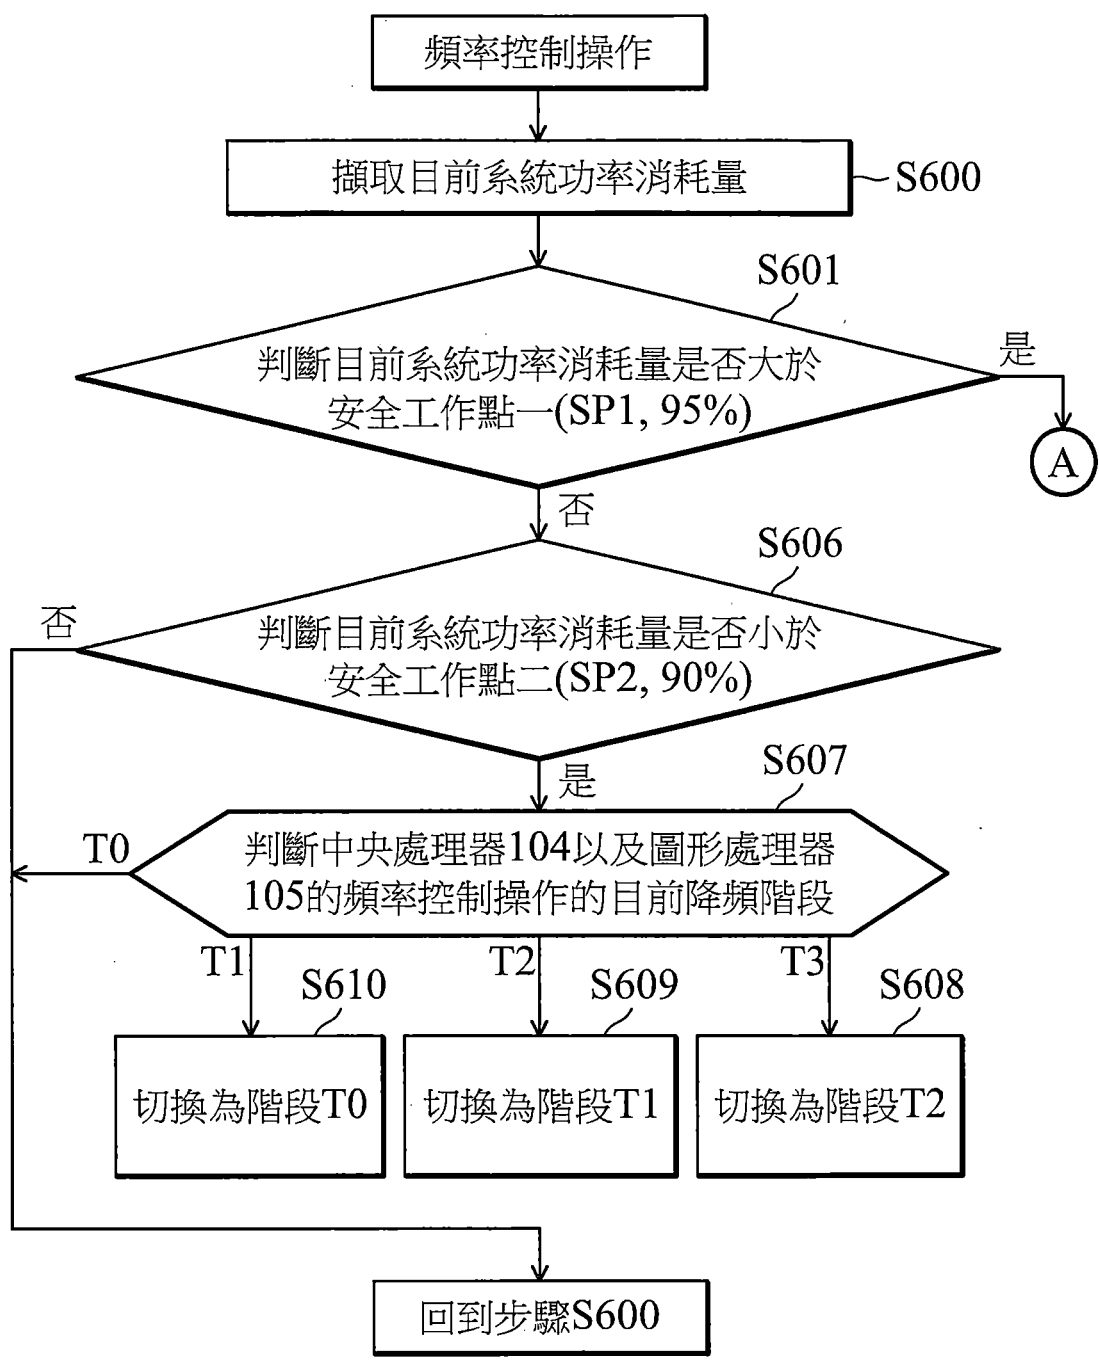 頻率控制操作
擷取目前系統功率消耗量
S600
S601
判斷目前系統功率消耗量是否大於
安全工作點一(SP1, 95%)
是
A
否
S606
否
判斷目前系統功率消耗量是否小於
安全工作點二(SP2, 90%)
是
S607
T0
判斷中央處理器104以及圖形處理器
105的頻率控制操作的目前降頻階段
T1
T2
T3
S610
S609
S608
切換為階段T0
切換為階段T1
切換為階段T2
回到步驟S600